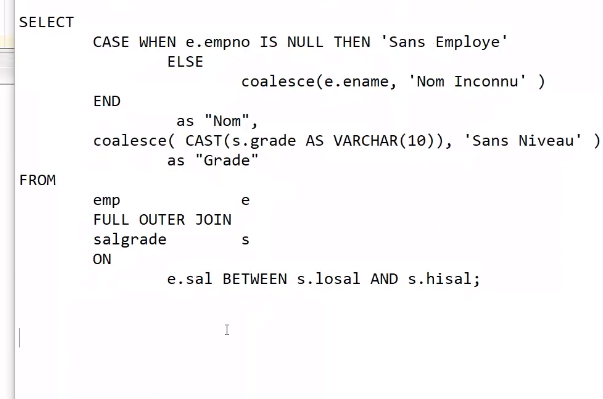 SELECT
CASE WHEN e.empno IS NULL THEN 'Sans Employe'
ELSE
coalesce(e.ename, 'Nom Inconnu' )
END
as "Nom",
coalesce( CAST(s.grade AS VARCHAR(10)), 'Sans Niveau' )
as "Grade"
FROM
emp e
FULL OUTER JOIN
salgrade s
ON
e.sal BETWEEN s.losal AND s.hisal;